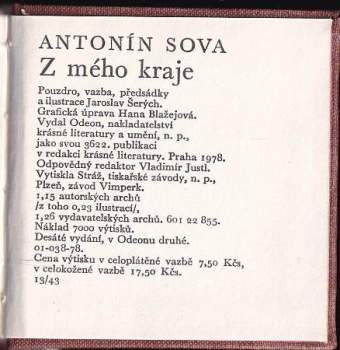 ANTONÍN SOVA
Z mého kraje
Pouzdro, vazba, předsádky
a ilustrace Jaroslav Šerých.
Grafická úprava Hana Blažejová.
Vydal Odeon, nakladatelství
krásné literatury a umění, n. p.,
jako svou 3622. publikaci
v redakci krásné literatury. Praha 1978.
Odpovědný redaktor Vladimír Justl.
Vytiskla Stráž, tiskařské závody, n. p.,
Plzeň, závod Vimperk.
1,15 autorských archů
/z toho 0,23 ilustrací/,
1,26 vydavatelských archů. 601 22 855.
Náklad 7000 výtisků.
Desáté vydání, v Odeonu druhé.
01-038-78.
Cena výtisku v celoplátěné vazbě 7,50 Kčs,
v celokožené vazbě 17,50 Kčs.
13/43